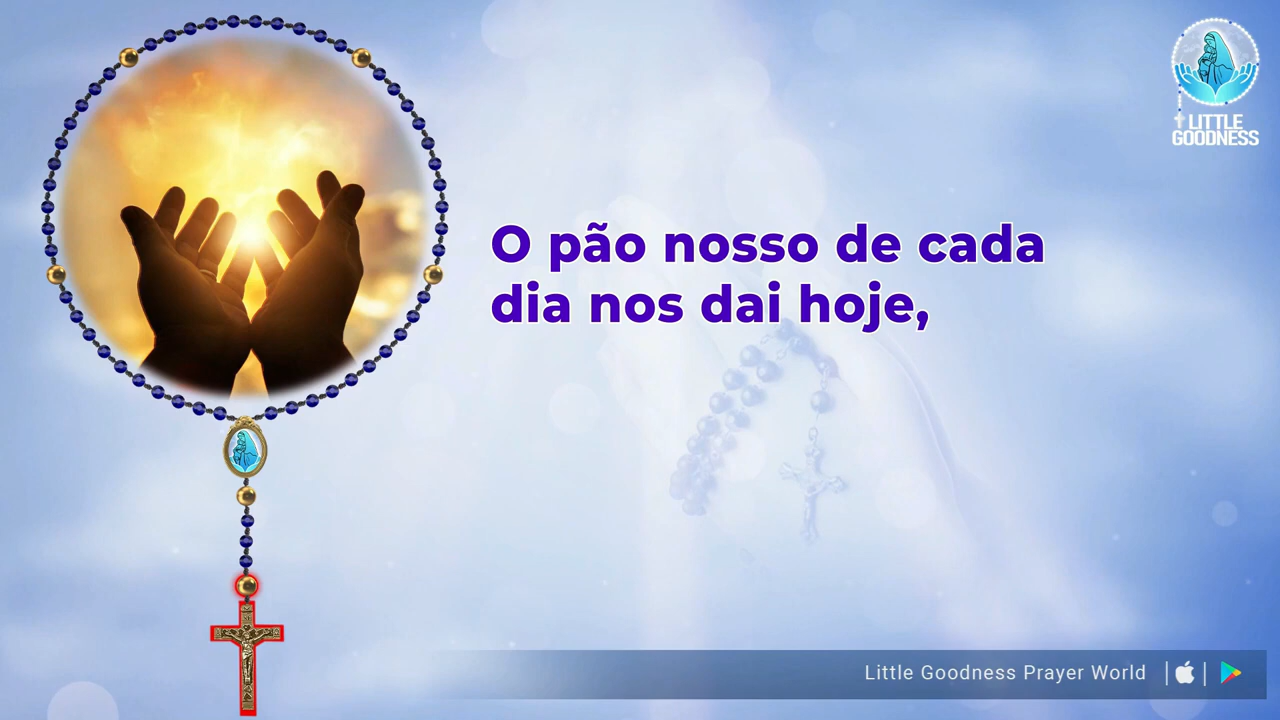 LITTLE
GOODNESS
O pão nosso de cada
dia nos dai hoje,
Little Goodness Prayer World